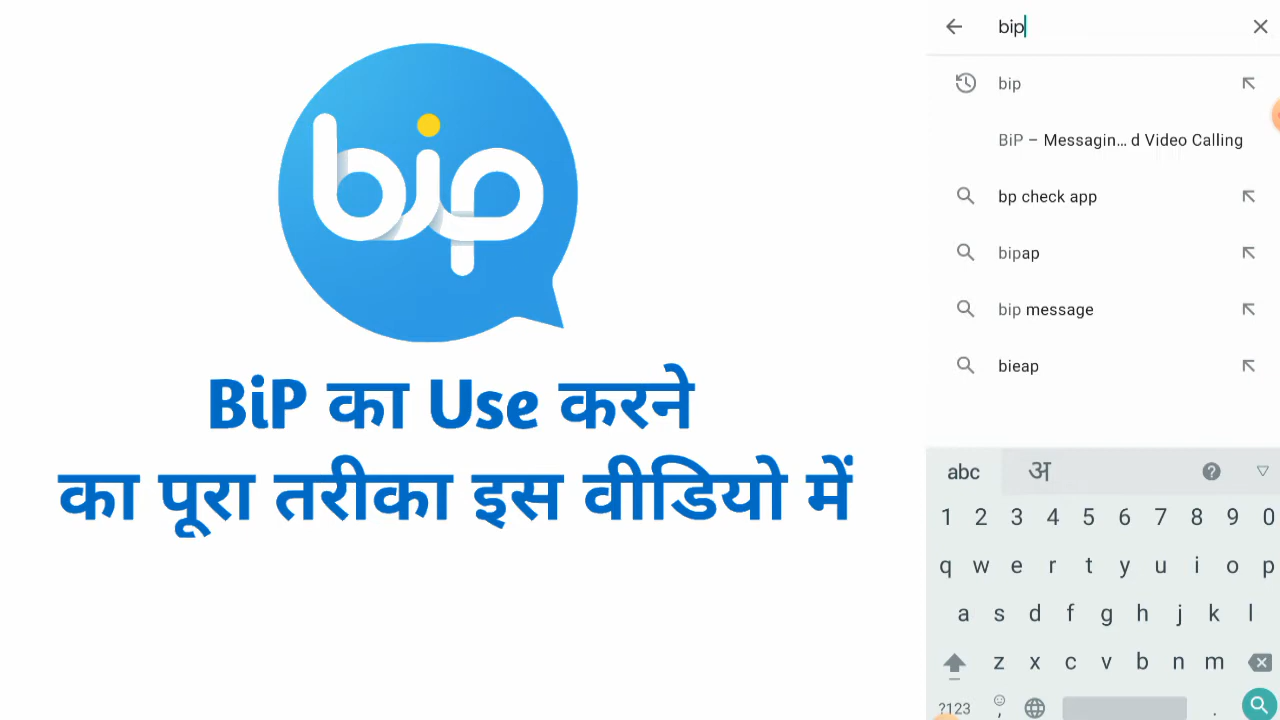 bip
BiP का Use करने
का पूरा तरीका इस वीडियो में
bip
bip
BiP – Messagin... d Video Calling
bp check app
bipap
bip message
bieap
abc अ ?
1 2 3 4 5 6 7 8 9 0
q w e r t y u i o p
a s d f g h j k l
z x c v b n m
?123 , .